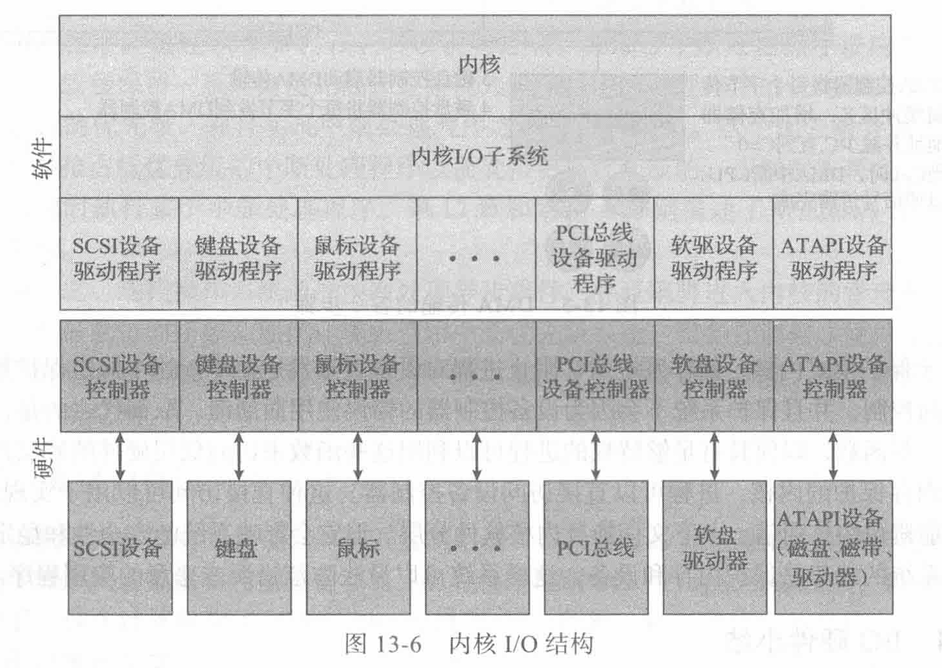 内核
内核I/O子系统
软件
SCSI设备
驱动程序
键盘设备
驱动程序
鼠标设备
驱动程序
...
PCI总线
设备驱动
程序
软驱设备
驱动程序
ATAPI设备
驱动程序
硬件
SCSI设备
控制器
键盘设备
控制器
鼠标设备
控制器
...
PCI总线
设备控制器
软盘设备
控制器
ATAPI设备
控制器
SCSI设备
键盘
鼠标
...
PCI总线
软盘
驱动器
ATAPI设备
(磁盘、磁带、
驱动器)
图 13-6 内核 I/O 结构